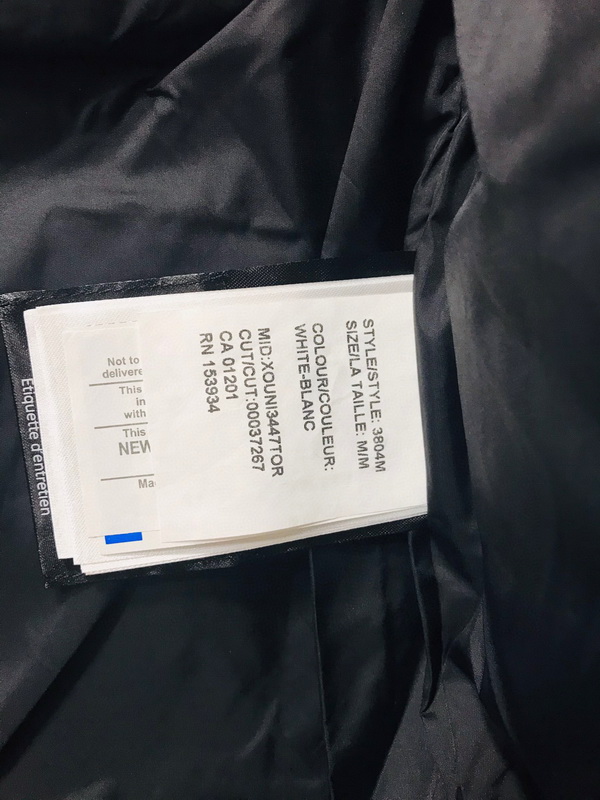 STYLE/STYLE: 3804M
SIZE/LA TAILLE: M/M
COLOUR/COULEUR:
WHITE-BLANC
MID:XOUNI3447TOR
CUT/CUT:00037267
CA 01201
RN 153934
Not to
delivere
This
in
with
This
NEW
Ma
Étiquette d'entretien